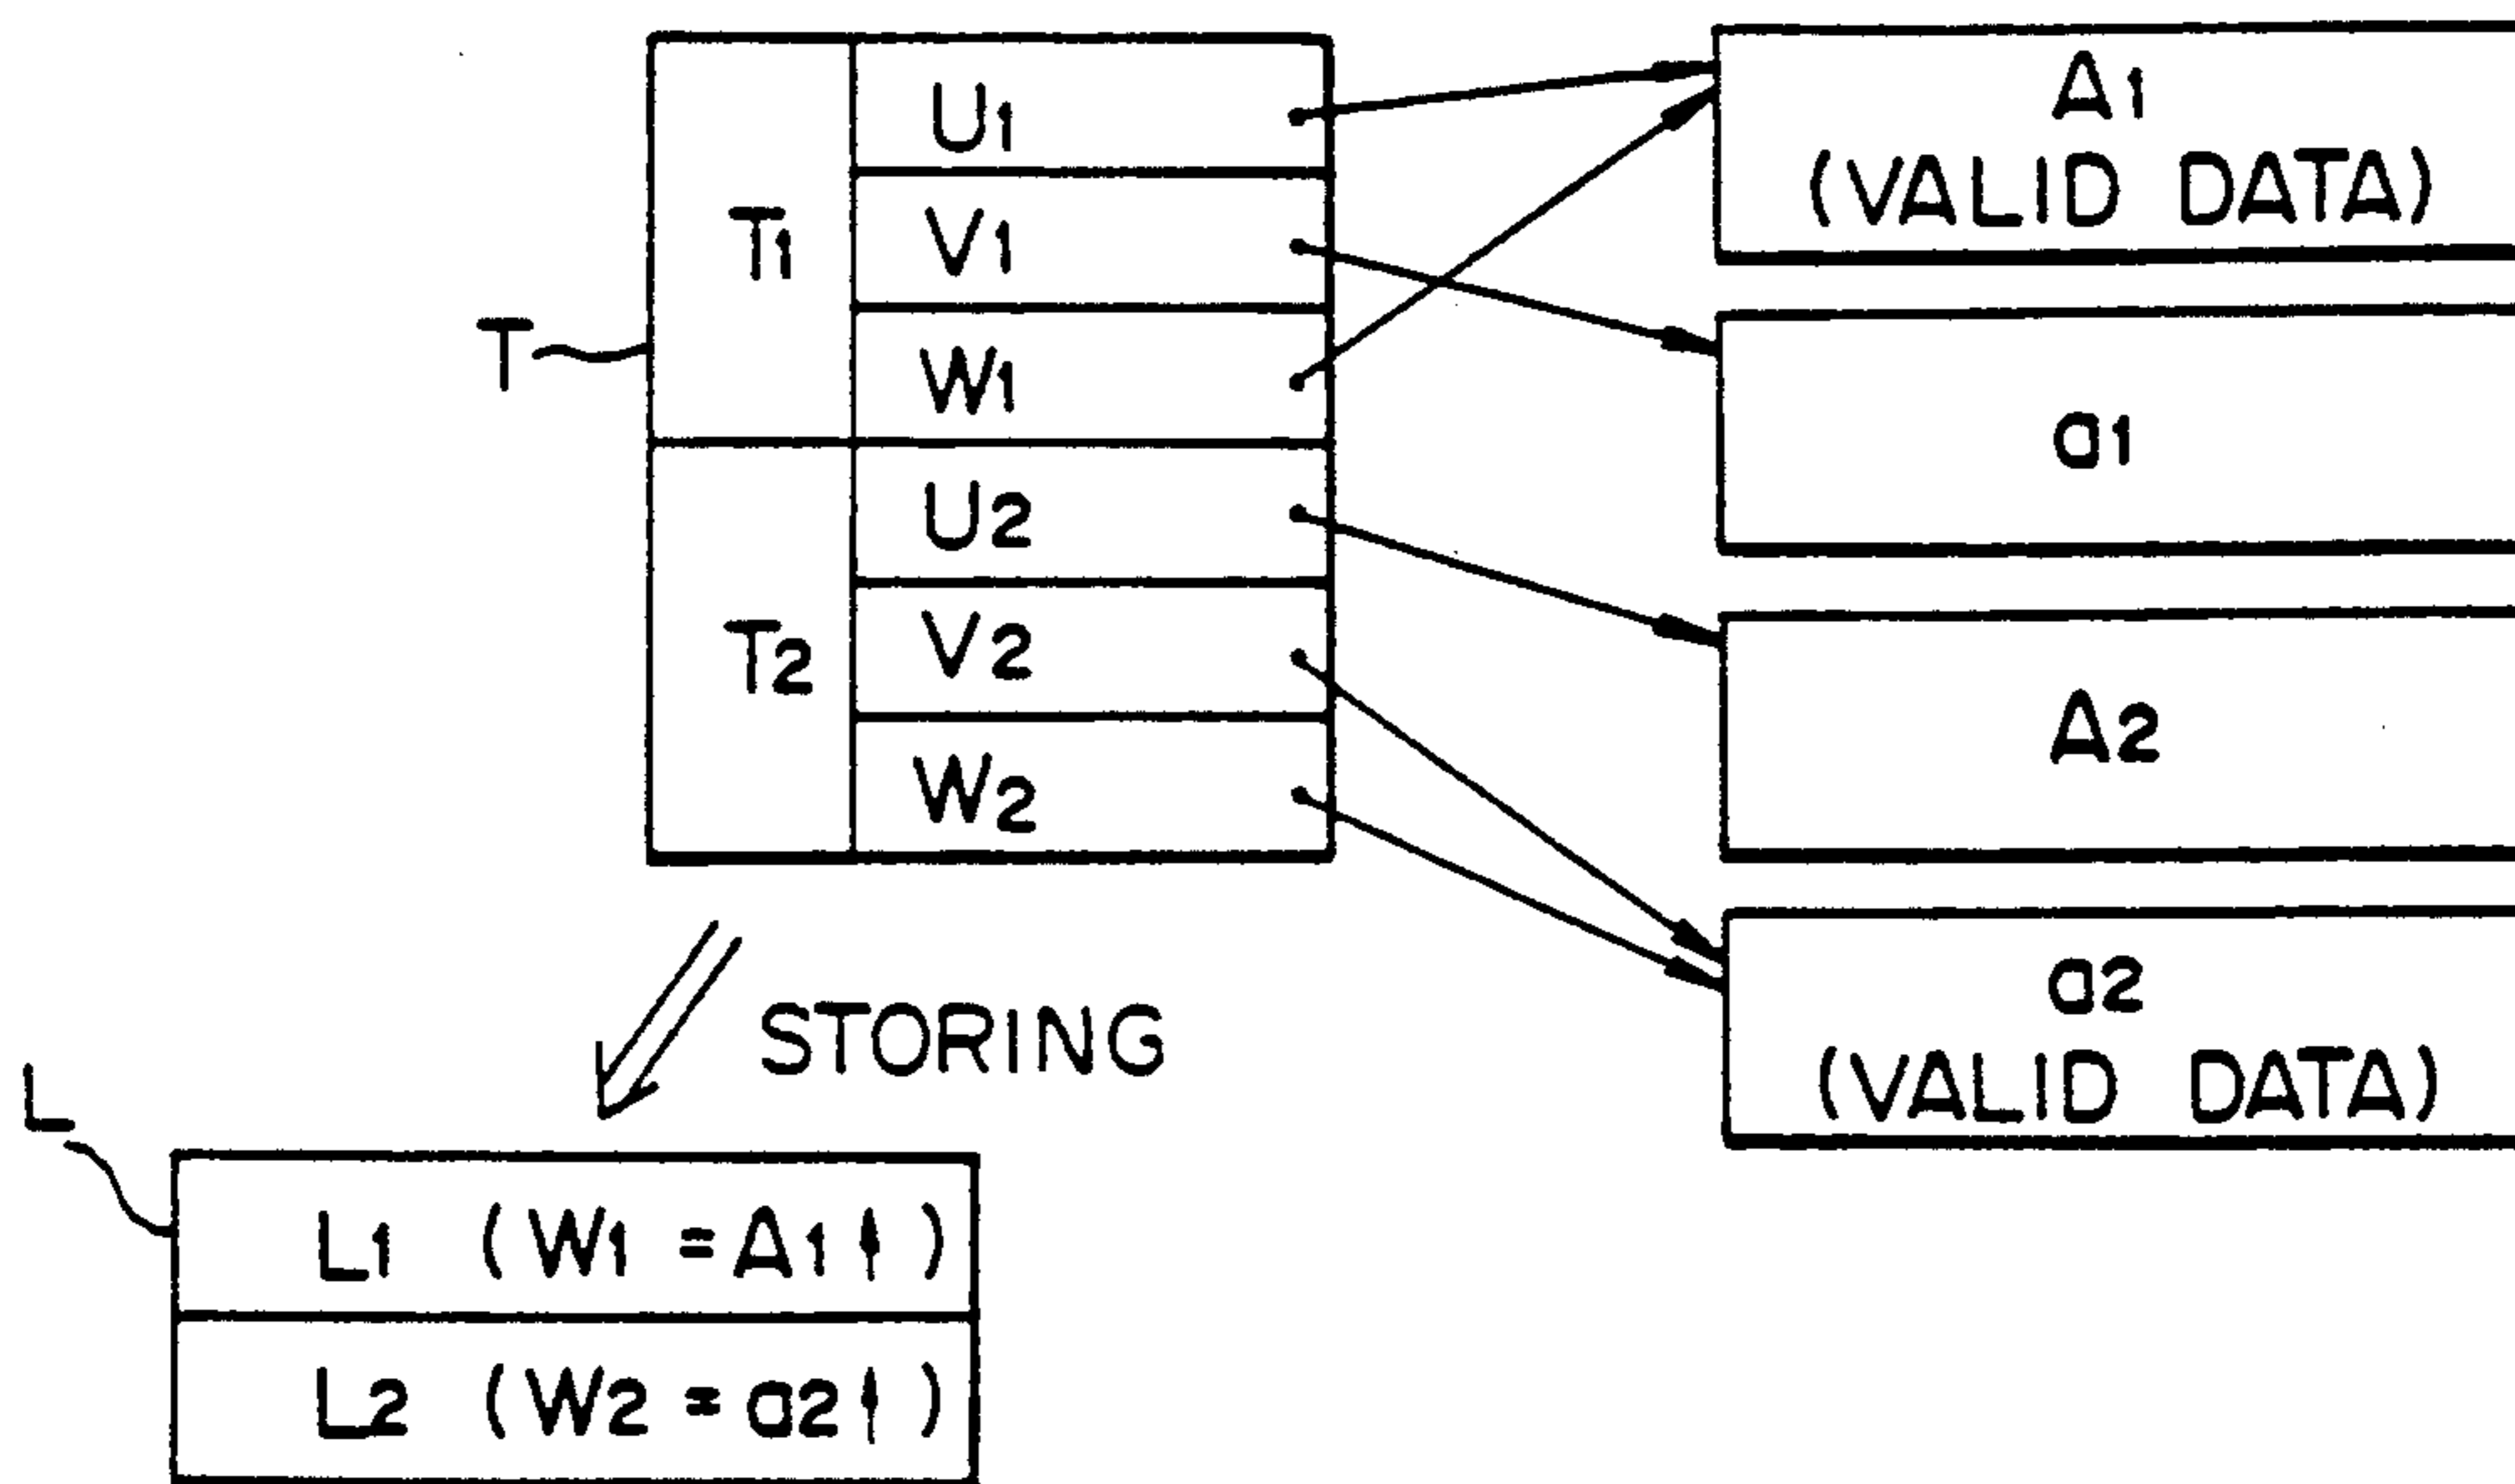 T
T1
U1
V1
W1
T2
U2
V2
W2
A1
(VALID DATA)
a1
A2
a2
(VALID DATA)
STORING
L
L1 (W1 = A1↑)
L2 (W2 = a2↑)